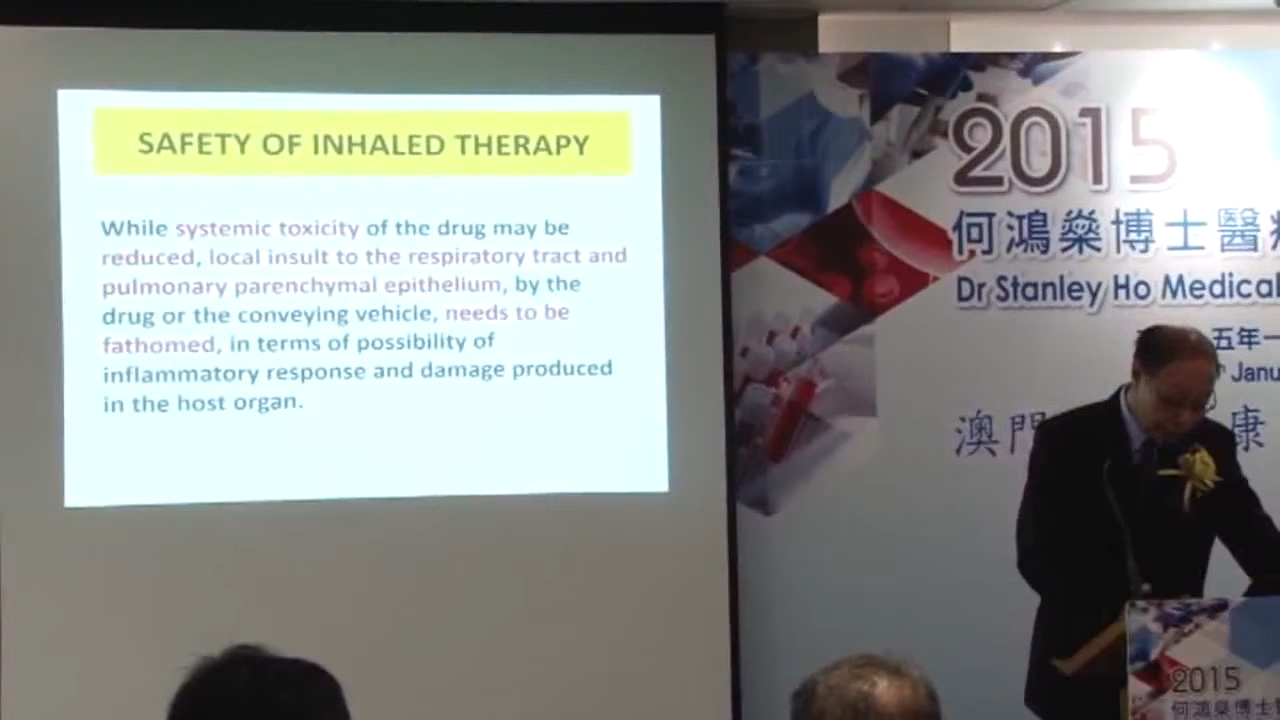 SAFETY OF INHALED THERAPY
While systemic toxicity of the drug may be
reduced, local insult to the respiratory tract and
pulmonary parenchymal epithelium, by the
drug or the conveying vehicle, needs to be
fathomed, in terms of possibility of
inflammatory response and damage produced
in the host organ.
2015
何鴻燊博士醫
Dr Stanley Ho Medical
五年一
Janu
澳門
康
2015
何鴻燊博士醫